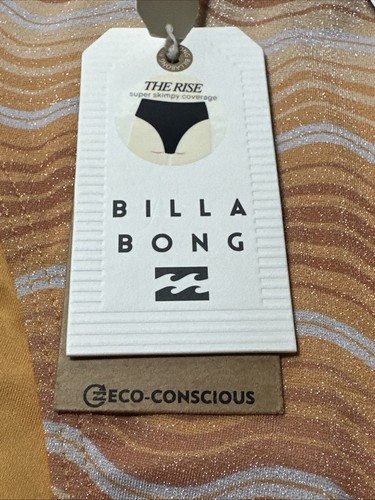 THE RISE
super skimpy coverage
BILLA
BONG
ECO-CONSCIOUS